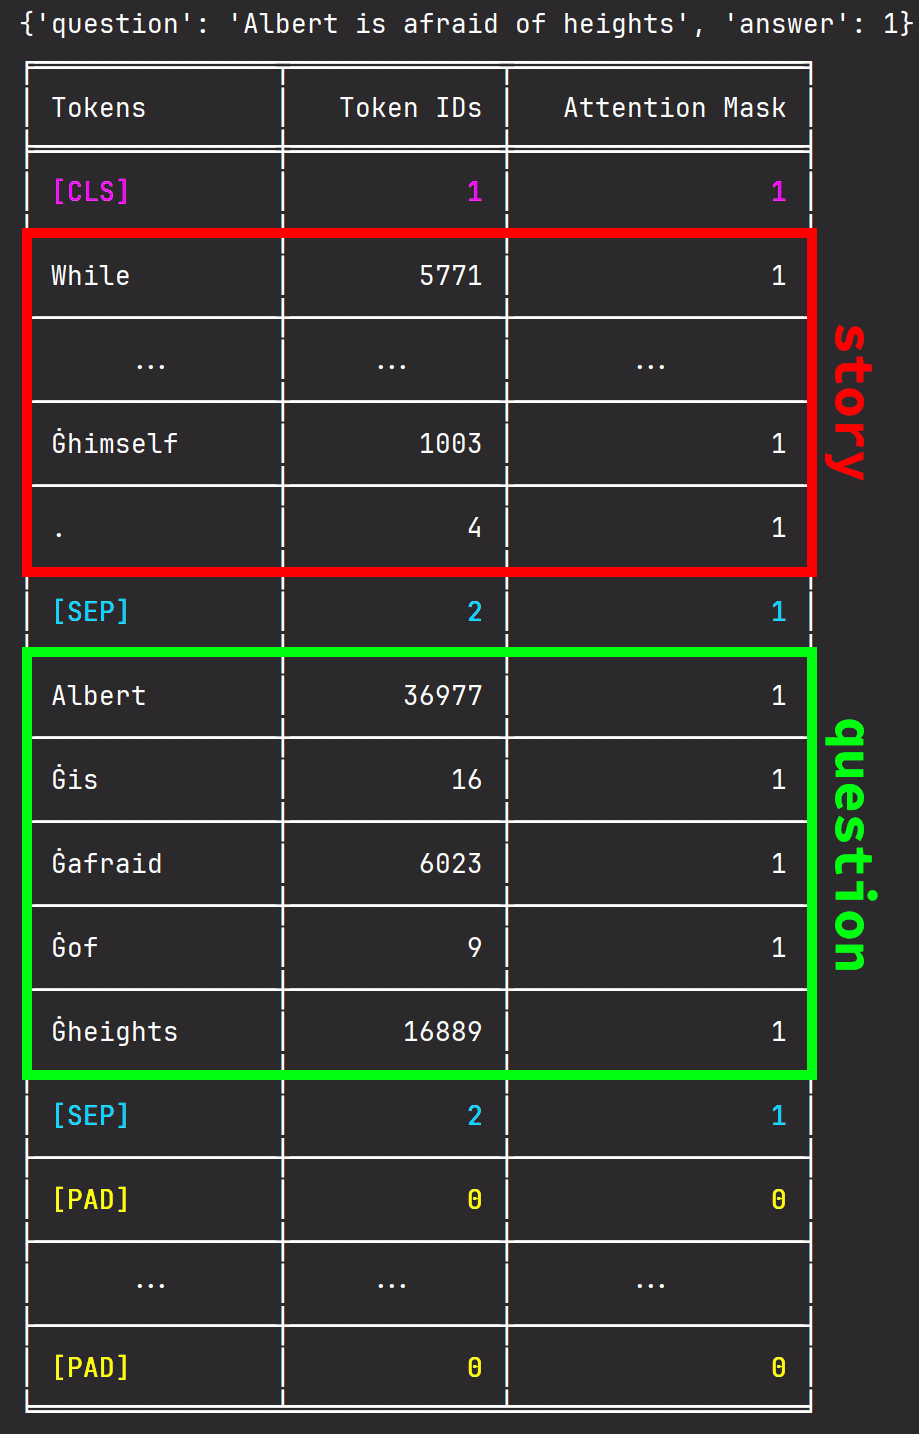 {'question': 'Albert is afraid of heights', 'answer': 1}
Tokens Token IDs Attention Mask
[CLS] 1 1
While 5771 1
... ... ...
Ġhimself 1003 1
. 4 1
story
[SEP] 2 1
Albert 36977 1
Ġis 16 1
Ġafraid 6023 1
Ġof 9 1
Ġheights 16889 1
question
[SEP] 2 1
[PAD] 0 0
... ... ...
[PAD] 0 0